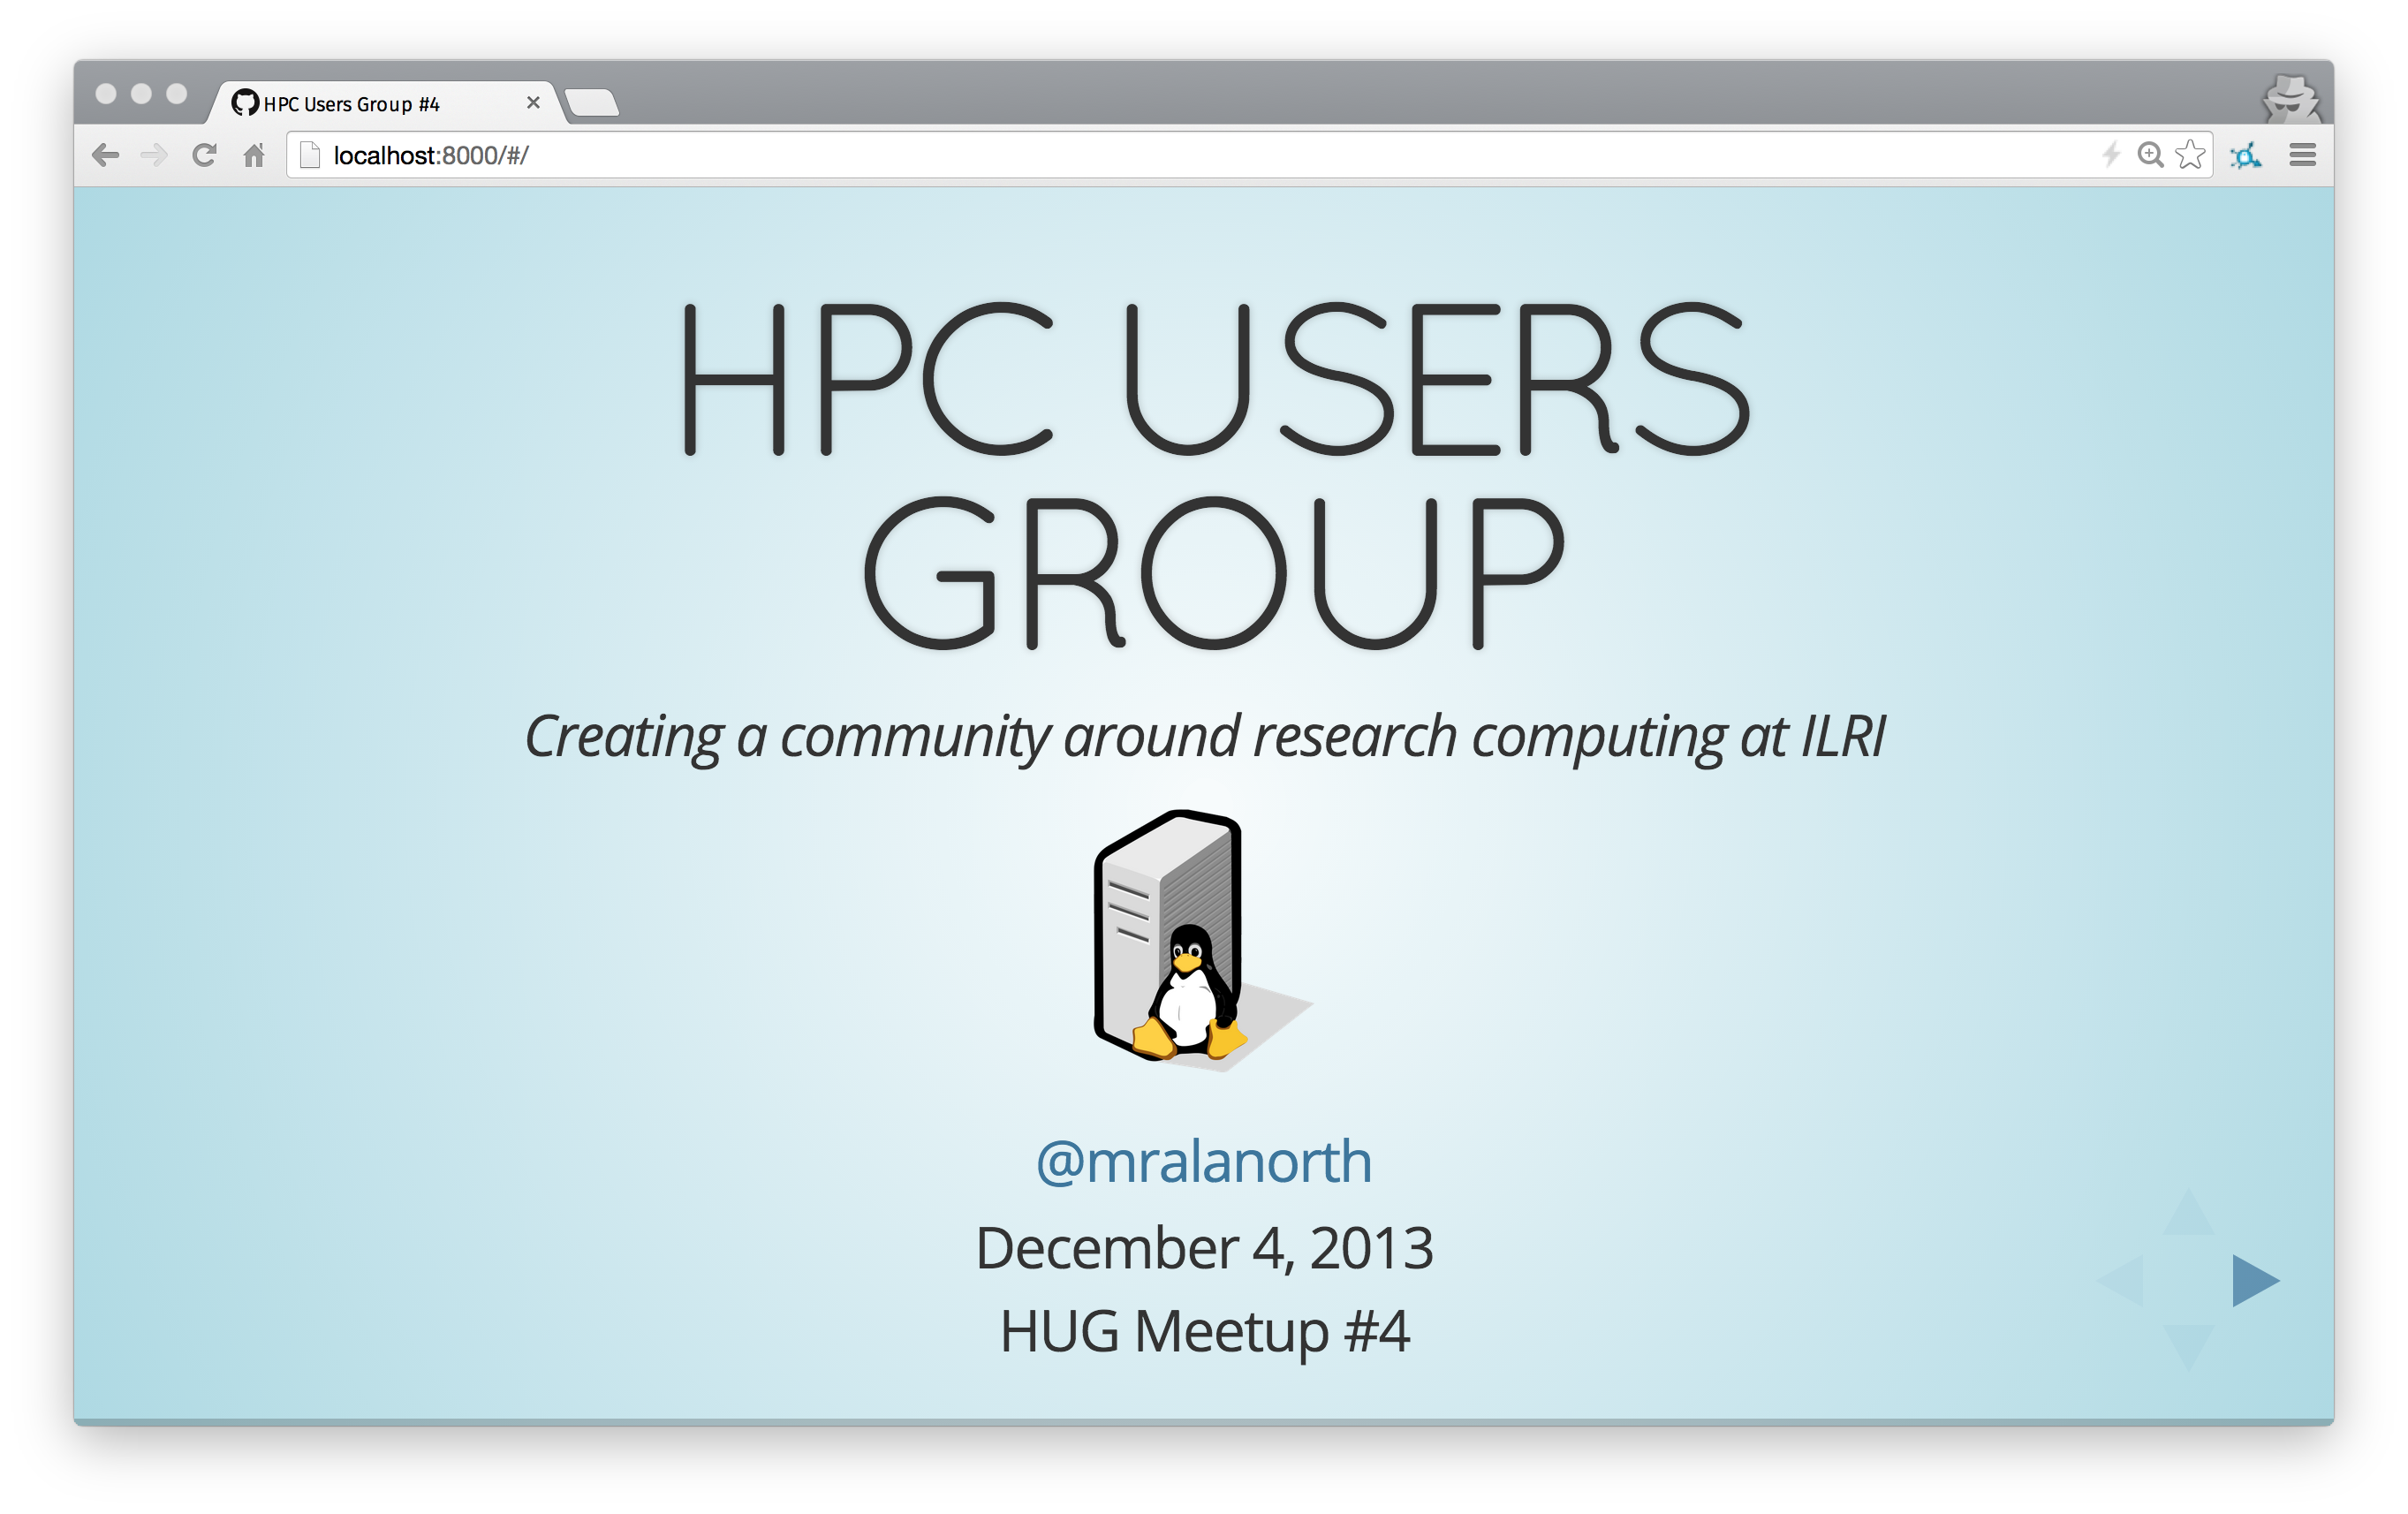 HPC Users Group #4
localhost:8000/#/
HPC USERS
GROUP
Creating a community around research computing at ILRI
@mralanorth
December 4, 2013
HUG Meetup #4